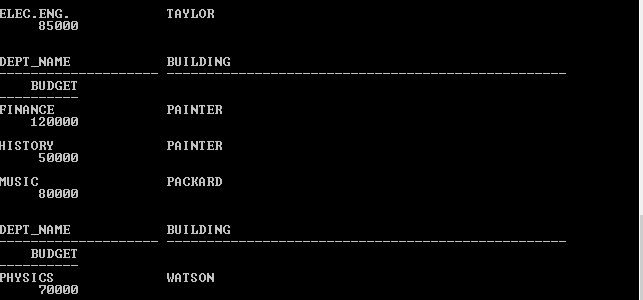 ELEC.ENG. TAYLOR
85000
DEPT_NAME BUILDING
-------------------- --------------------------------------------------
BUDGET
----------
FINANCE PAINTER
120000
HISTORY PAINTER
50000
MUSIC PACKARD
80000
DEPT_NAME BUILDING
-------------------- --------------------------------------------------
BUDGET
----------
PHYSICS WATSON
70000